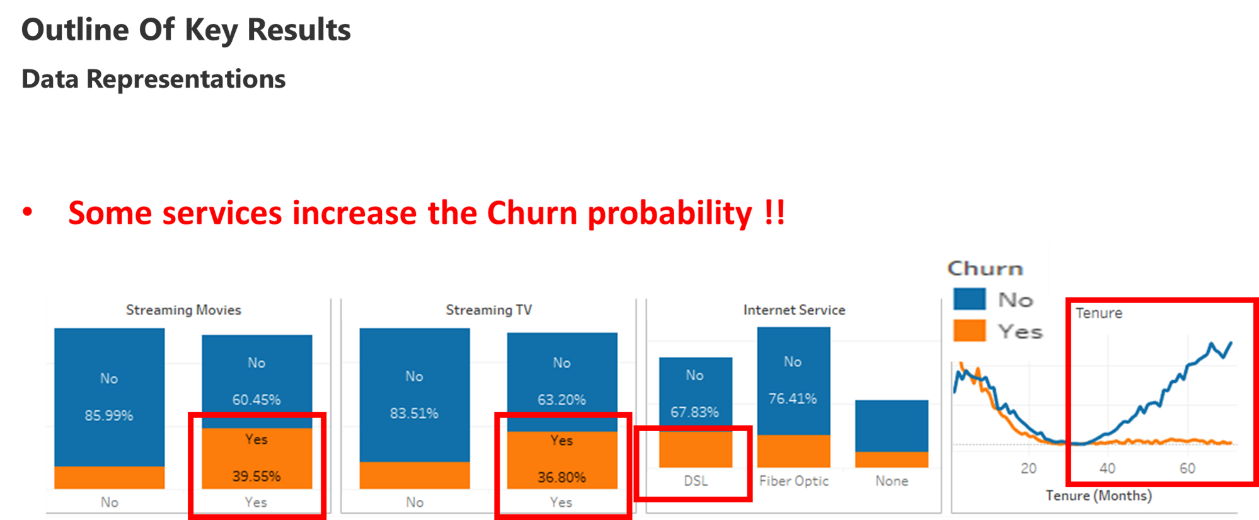 Outline Of Key Results
Data Representations
• Some services increase the Churn probability !!
Churn
No
Yes
Streaming Movies
No
85.99%
No
60.45%
Yes
39.55%
No
Yes
Streaming TV
No
83.51%
No
63.20%
Yes
36.80%
No
Yes
Internet Service
No
67.83%
No
76.41%
DSL
Fiber Optic
None
Tenure
20
40
60
Tenure (Months)